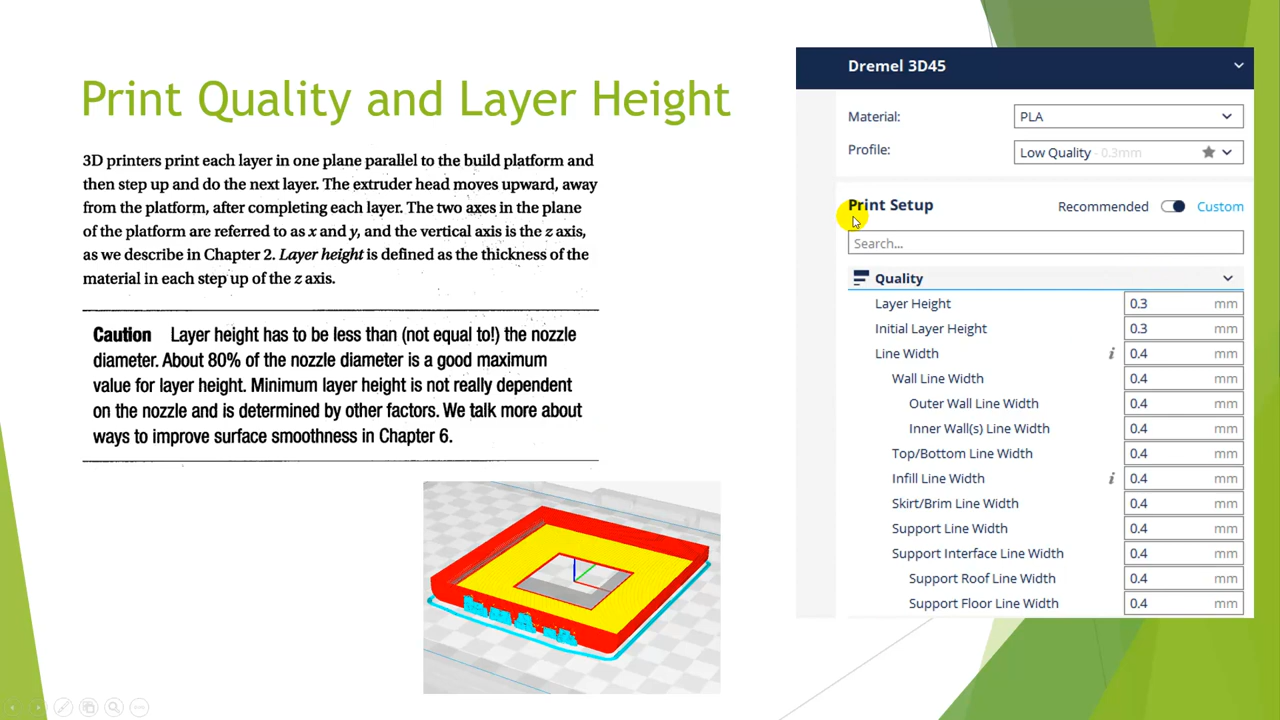 Print Quality and Layer Height
3D printers print each layer in one plane parallel to the build platform and
then step up and do the next layer. The extruder head moves upward, away
from the platform, after completing each layer. The two axes in the plane
of the platform are referred to as x and y, and the vertical axis is the z axis,
as we describe in Chapter 2. Layer height is defined as the thickness of the
material in each step up of the z axis.
Caution Layer height has to be less than (not equal to!) the nozzle
diameter. About 80% of the nozzle diameter is a good maximum
value for layer height. Minimum layer height is not really dependent
on the nozzle and is determined by other factors. We talk more about
ways to improve surface smoothness in Chapter 6.
Dremel 3D45
Material: PLA
Profile: Low Quality - 0.3mm
Print Setup Recommended Custom
Search...
Quality
Layer Height 0.3 mm
Initial Layer Height 0.3 mm
Line Width i 0.4 mm
Wall Line Width 0.4 mm
Outer Wall Line Width 0.4 mm
Inner Wall(s) Line Width 0.4 mm
Top/Bottom Line Width 0.4 mm
Infill Line Width i 0.4 mm
Skirt/Brim Line Width 0.4 mm
Support Line Width 0.4 mm
Support Interface Line Width 0.4 mm
Support Roof Line Width 0.4 mm
Support Floor Line Width 0.4 mm